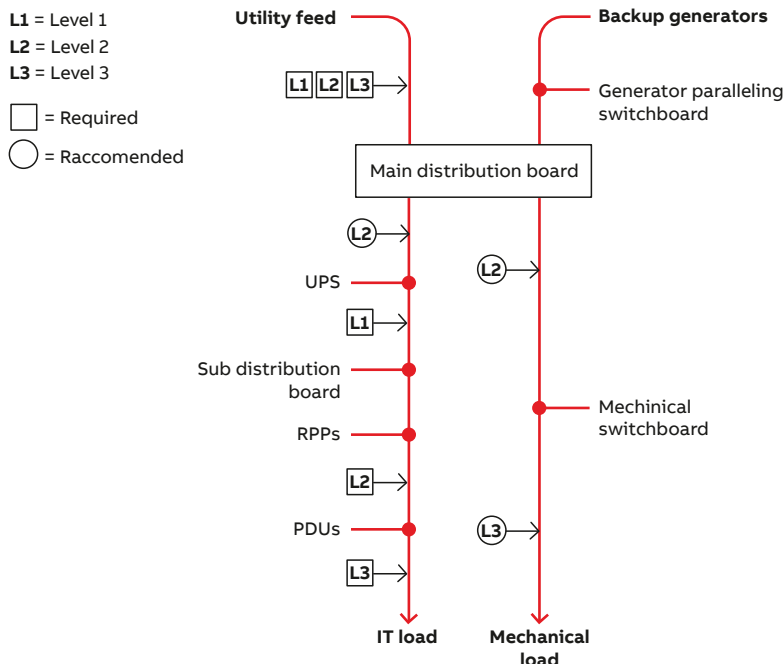 L1 = Level 1
L2 = Level 2
L3 = Level 3
= Required
= Raccomended
Utility feed
Backup generators
L1 L2 L3
Generator paralleling
switchboard
Main distribution board
L2
L2
UPS
L1
Sub distribution
board
Mechinical
switchboard
RPPs
L2
PDUs
L3
L3
IT load
Mechanical
load